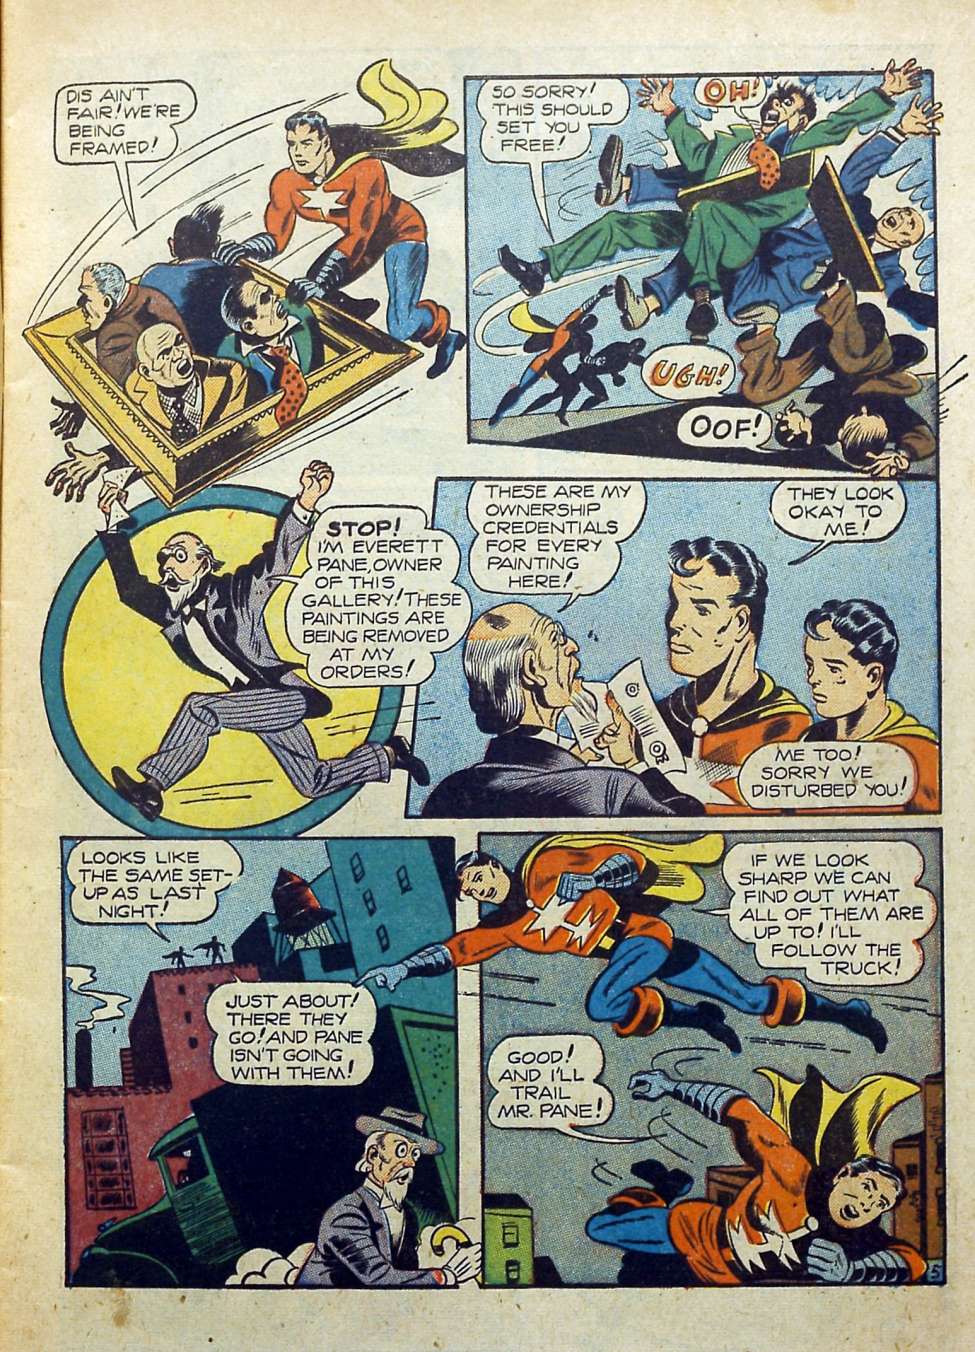 DIS AIN'T
FAIR! WE'RE
BEING
FRAMED!
SO SORRY!
THIS SHOULD
SET YOU
FREE!
OH!
UGH!
OOF!
STOP!
I'M EVERETT
PANE, OWNER
OF THIS
GALLERY! THESE
PAINTINGS ARE
BEING REMOVED
AT MY
ORDERS!
THESE ARE MY
OWNERSHIP
CREDENTIALS
FOR EVERY
PAINTING
HERE!
THEY LOOK
OKAY TO
ME!
ME TOO!
SORRY WE
DISTURBED YOU!
LOOKS LIKE
THE SAME SET-
UP AS LAST
NIGHT!
JUST ABOUT!
THERE THEY
GO! AND PANE
ISN'T GOING
WITH THEM!
IF WE LOOK
SHARP WE CAN
FIND OUT WHAT
ALL OF THEM ARE
UP TO! I'LL
FOLLOW THE
TRUCK!
GOOD!
AND I'LL
TRAIL
MR. PANE!
5